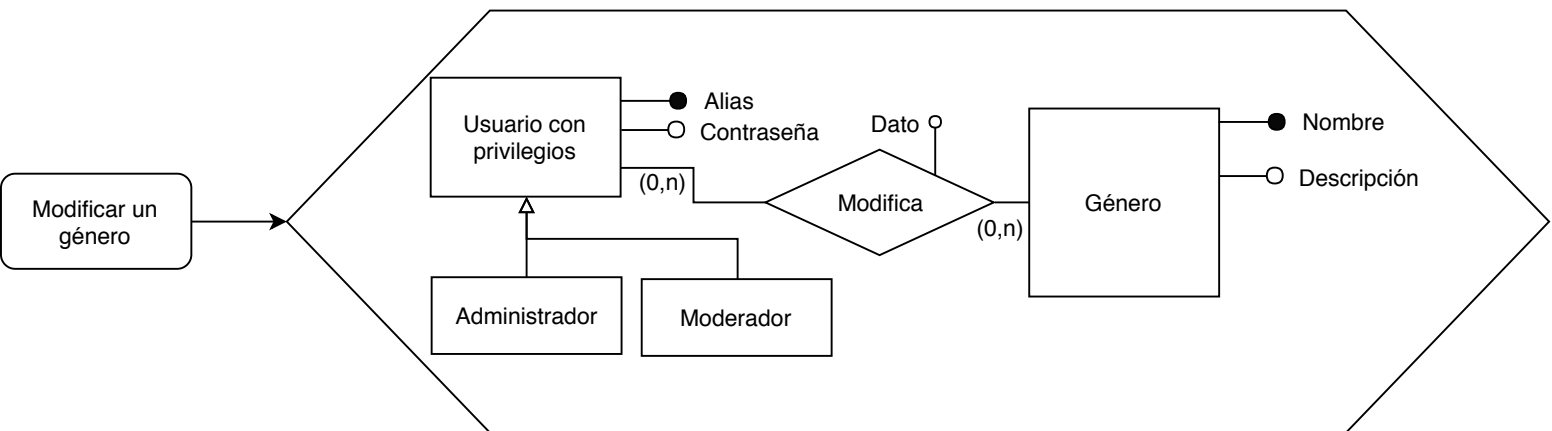 Modificar un
género
Usuario con
privilegios
Alias
Contraseña
(0,n)
Administrador
Moderador
Dato
Modifica
(0,n)
Género
Nombre
Descripción